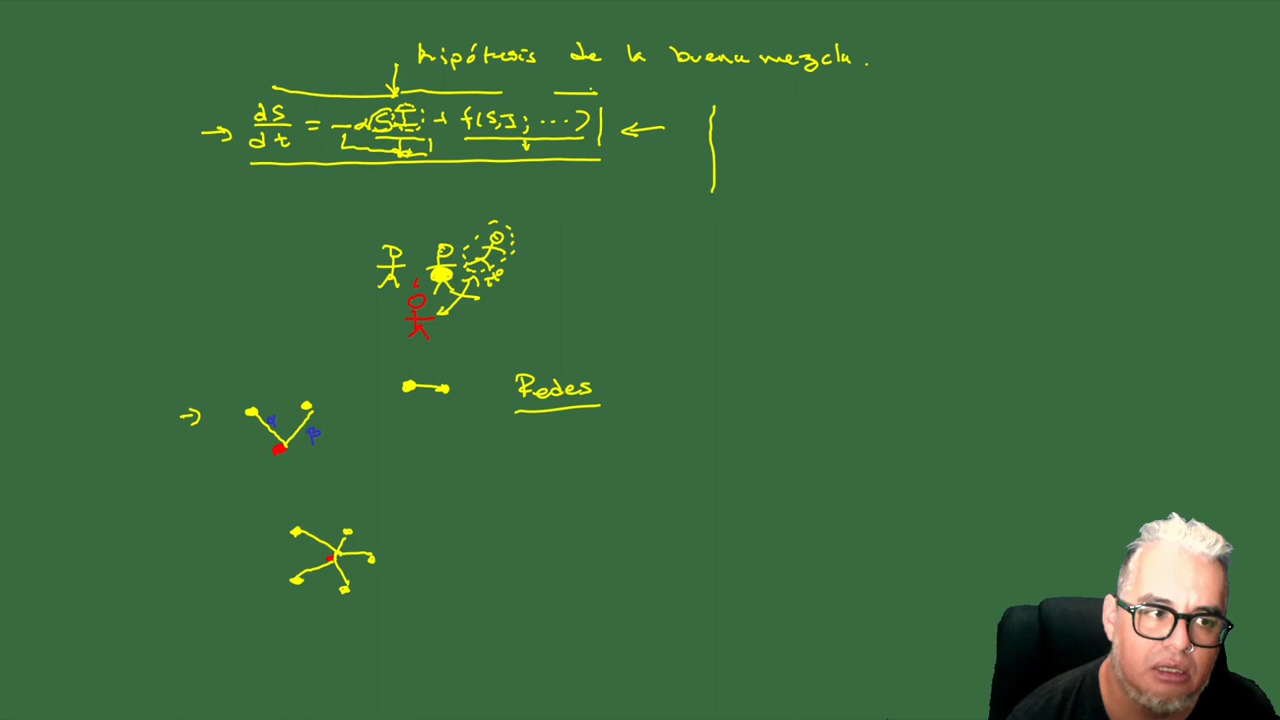 hipótesis de la buena mezcla.
→ dS/dt = -αSI + f(S,I; ...) ←
Redes
→
α β